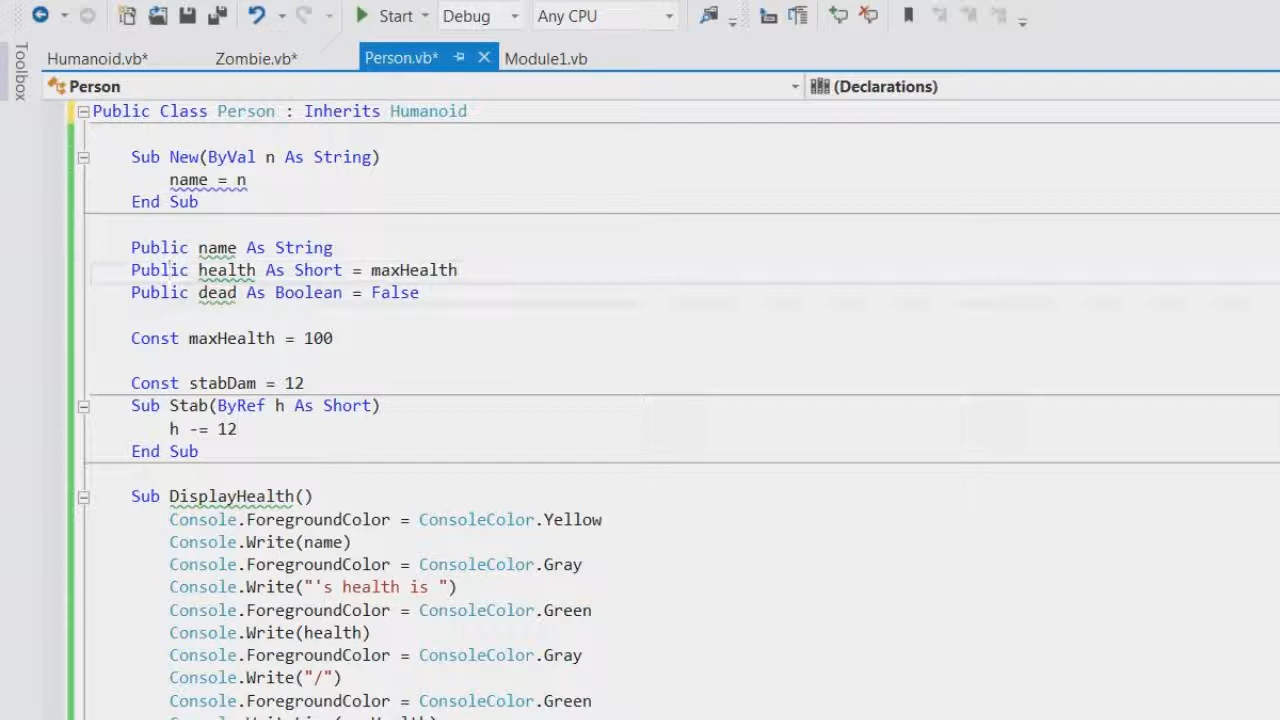 Start Debug Any CPU
Toolbox
Humanoid.vb* Zombie.vb* Person.vb* Module1.vb
Person (Declarations)
Public Class Person : Inherits Humanoid
Sub New(ByVal n As String)
name = n
End Sub
Public name As String
Public health As Short = maxHealth
Public dead As Boolean = False
Const maxHealth = 100
Const stabDam = 12
Sub Stab(ByRef h As Short)
h -= 12
End Sub
Sub DisplayHealth()
Console.ForegroundColor = ConsoleColor.Yellow
Console.Write(name)
Console.ForegroundColor = ConsoleColor.Gray
Console.Write("'s health is ")
Console.ForegroundColor = ConsoleColor.Green
Console.Write(health)
Console.ForegroundColor = ConsoleColor.Gray
Console.Write("/")
Console.ForegroundColor = ConsoleColor.Green